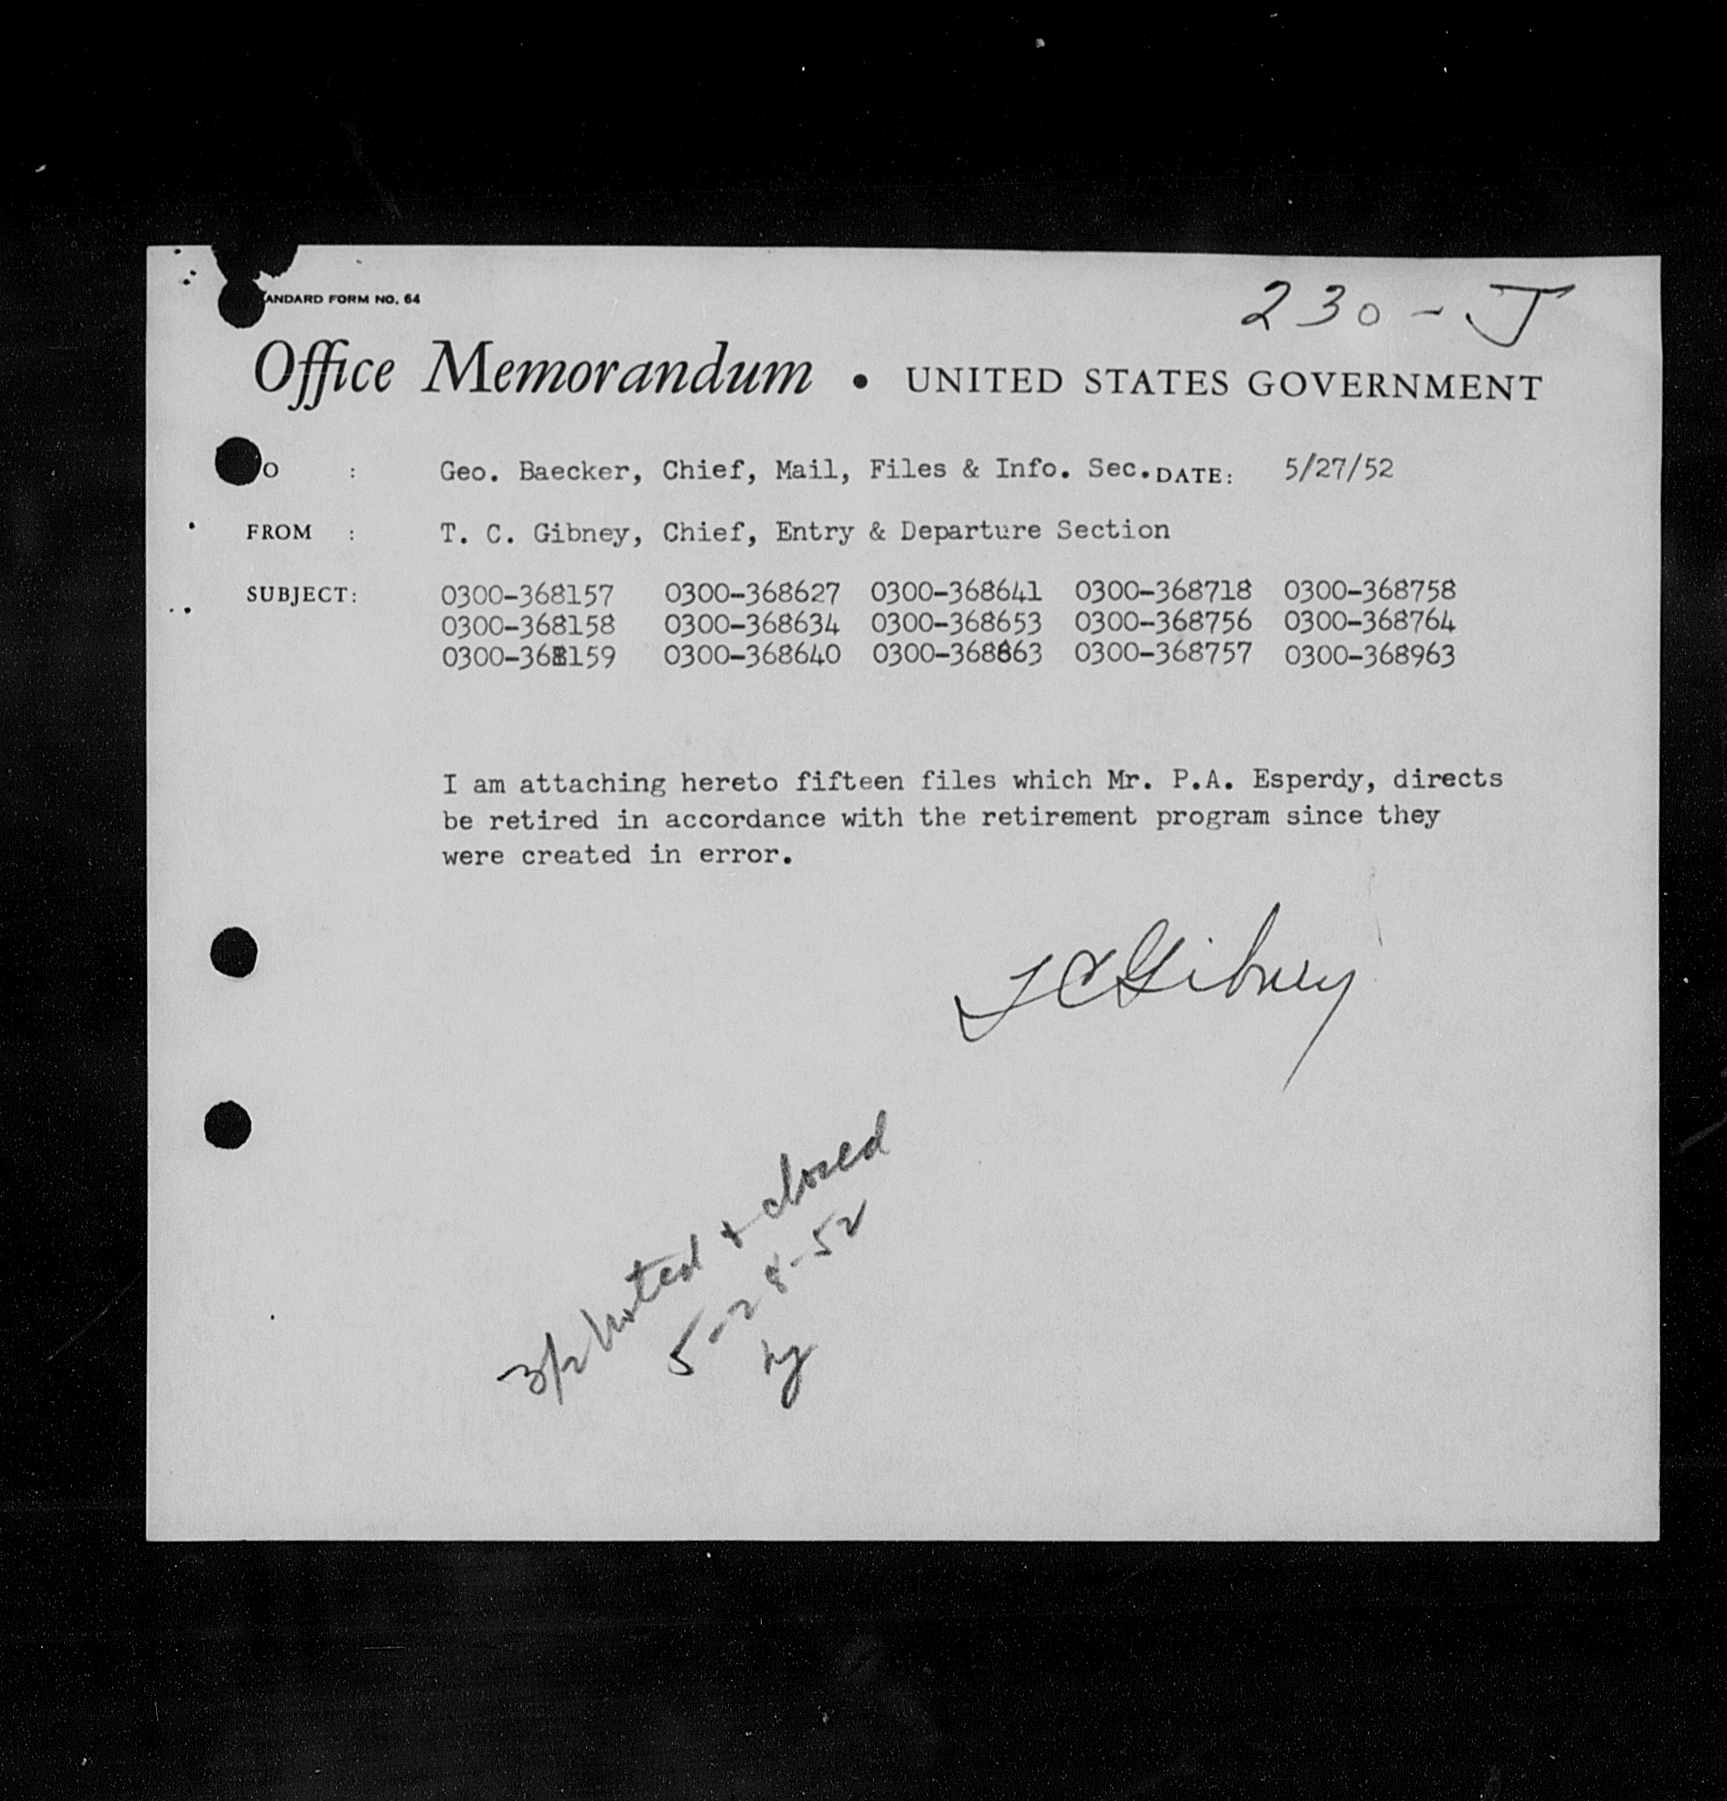 ANDARD FORM NO. 64
230-J
Office Memorandum • UNITED STATES GOVERNMENT
O : Geo. Baecker, Chief, Mail, Files & Info. Sec. DATE: 5/27/52
FROM : T. C. Gibney, Chief, Entry & Departure Section
SUBJECT: 0300-368157 0300-368627 0300-368641 0300-368718 0300-368758
0300-368158 0300-368634 0300-368653 0300-368756 0300-368764
0300-368159 0300-368640 0300-368663 0300-368757 0300-368963
I am attaching hereto fifteen files which Mr. P.A. Esperdy, directs
be retired in accordance with the retirement program since they
were created in error.
T C Gibney
noted & closed
5-28-52